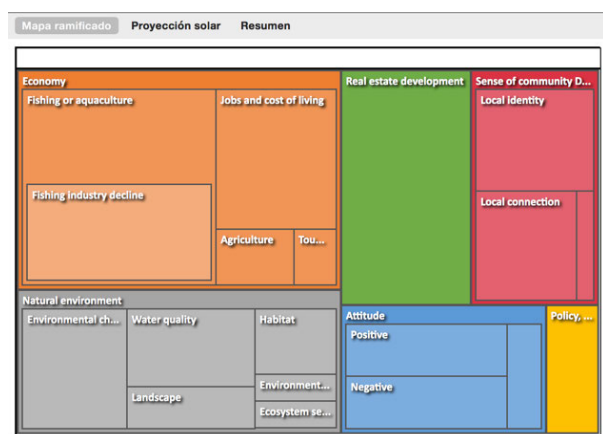 Mapa ramificado Proyección solar Resumen
Economy
Fishing or aquaculture
Fishing industry decline
Jobs and cost of living
Agriculture
Tou...
Real estate development
Sense of community D...
Local identity
Local connection
Natural environment
Environmental ch...
Water quality
Landscape
Habitat
Environment...
Ecosystem se...
Attitude
Positive
Negative
Policy, ...